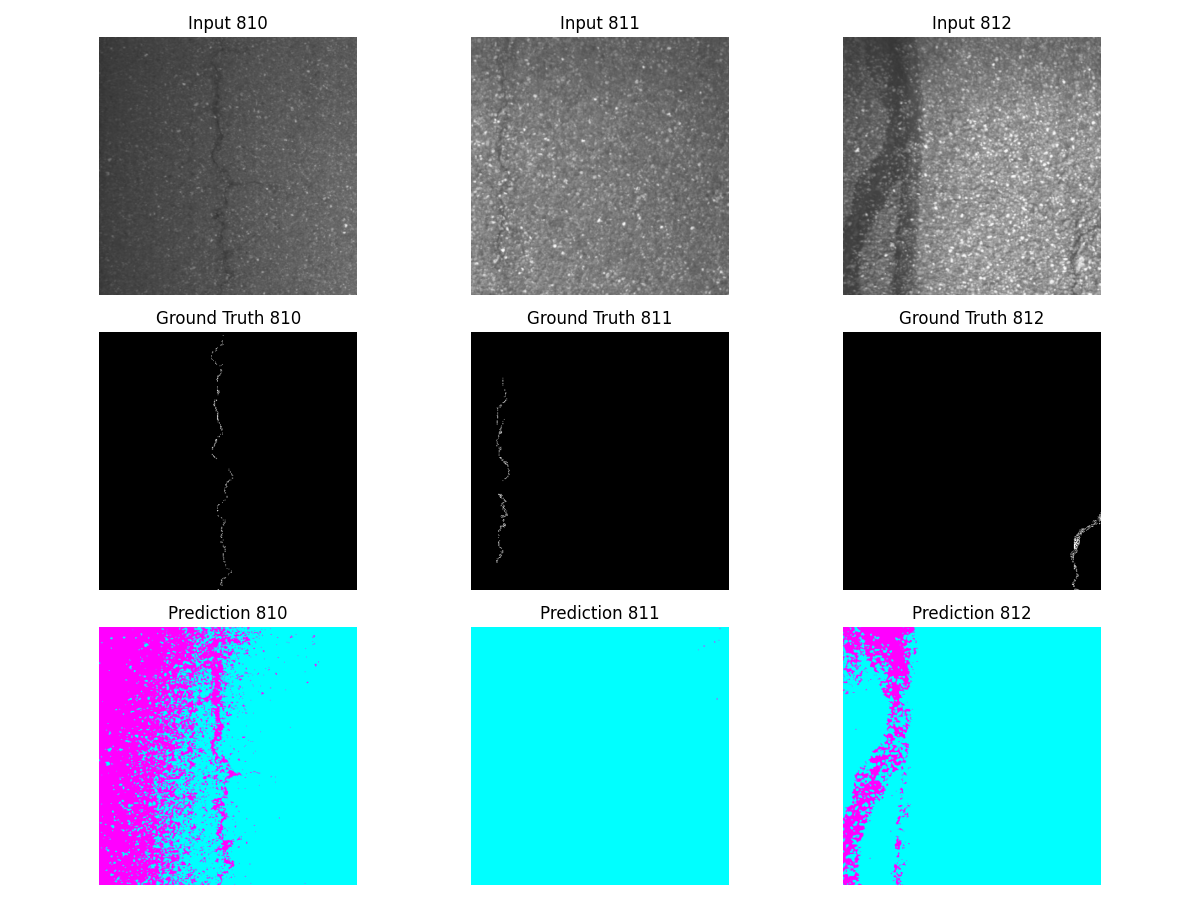 Input 810
Input 811
Input 812
Ground Truth 810
Ground Truth 811
Ground Truth 812
Prediction 810
Prediction 811
Prediction 812